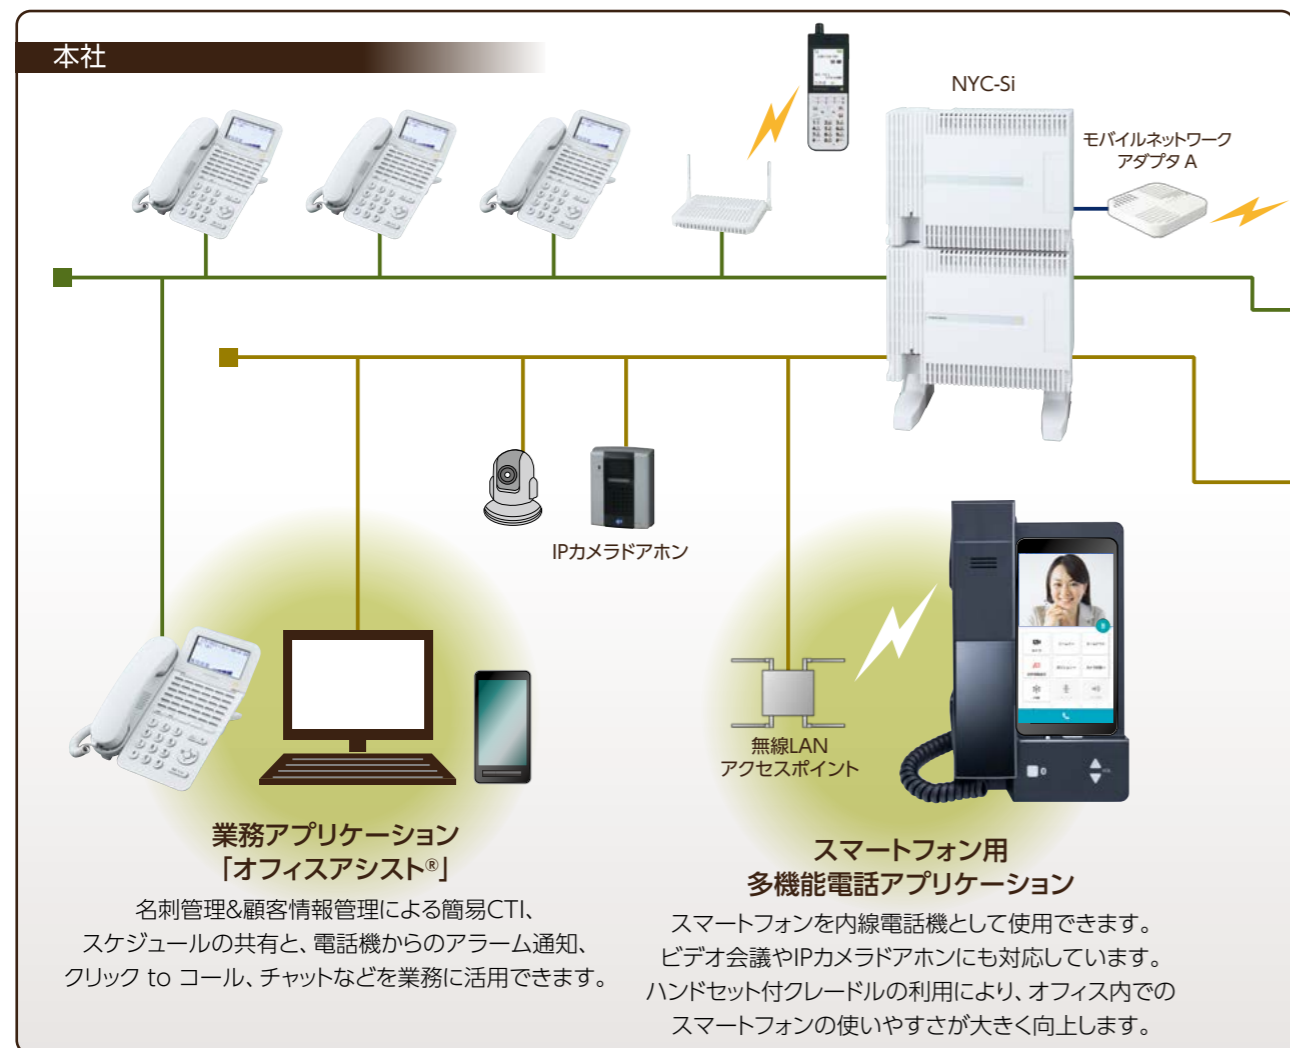 本社
NYC-Si
モバイルネットワーク
アダプタ A
IPカメラドアホン
無線LAN
アクセスポイント
業務アプリケーション
「オフィスアシスト®」
名刺管理&顧客情報管理による簡易CTI、
スケジュールの共有と、電話機からのアラーム通知、
クリック to コール、チャットなどを業務に活用できます。
スマートフォン用
多機能電話アプリケーション
スマートフォンを内線電話機として使用できます。
ビデオ会議やIPカメラドアホンにも対応しています。
ハンドセット付クレードルの利用により、オフィス内での
スマートフォンの使いやすさが大きく向上します。